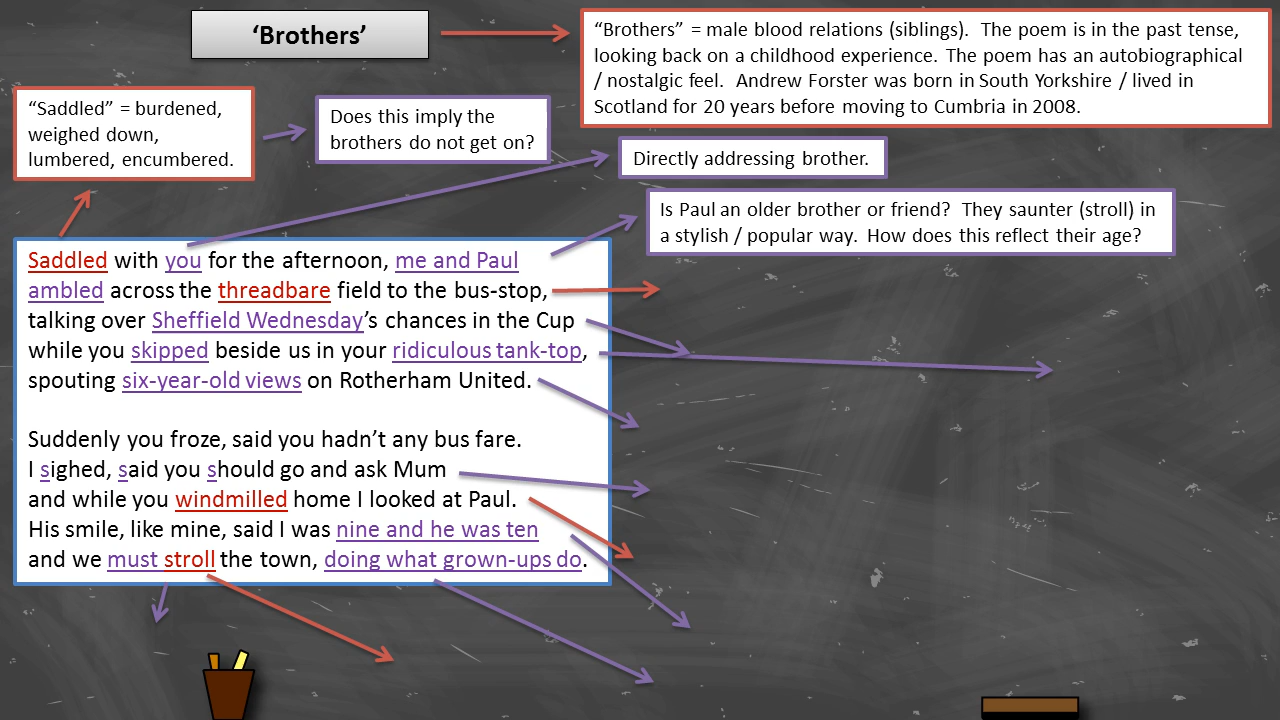 ‘Brothers’
“Brothers” = male blood relations (siblings).  The poem is in the past tense,
looking back on a childhood experience. The poem has an autobiographical
/ nostalgic feel.  Andrew Forster was born in South Yorkshire / lived in
Scotland for 20 years before moving to Cumbria in 2008.
“Saddled” = burdened,
weighed down,
lumbered, encumbered.
Does this imply the
brothers do not get on?
Directly addressing brother.
Is Paul an older brother or friend?  They saunter (stroll) in
a stylish / popular way.  How does this reflect their age?
Saddled with you for the afternoon, me and Paul
ambled across the threadbare field to the bus-stop,
talking over Sheffield Wednesday’s chances in the Cup
while you skipped beside us in your ridiculous tank-top,
spouting six-year-old views on Rotherham United.
Suddenly you froze, said you hadn’t any bus fare.
I sighed, said you should go and ask Mum
and while you windmilled home I looked at Paul.
His smile, like mine, said I was nine and he was ten
and we must stroll the town, doing what grown-ups do.